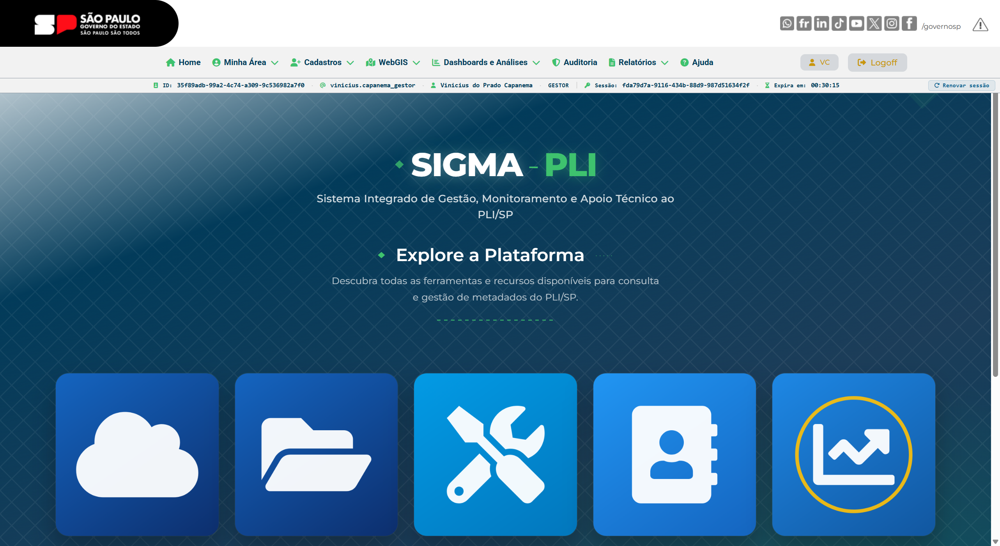 SÃO PAULO
GOVERNO DO ESTADO
SÃO PAULO SÃO TODOS
/governosp
Home
Minha Área
Cadastros
WebGIS
Dashboards e Análises
Auditoria
Relatórios
Ajuda
VC
Logoff
ID: 35f89adb-99a2-4c74-a309-9c536982a7f0 · @ vinicius.capanema_gestor · Vinicius do Prado Capanema · GESTOR | Sessão: fda79d7a-9116-434b-88d9-987d51634f2f · Expira em: 00:30:15
Renovar sessão
SIGMA – PLI
Sistema Integrado de Gestão, Monitoramento e Apoio Técnico ao
PLI/SP
Explore a Plataforma
Descubra todas as ferramentas e recursos disponíveis para consulta
e gestão de metadados do PLI/SP.